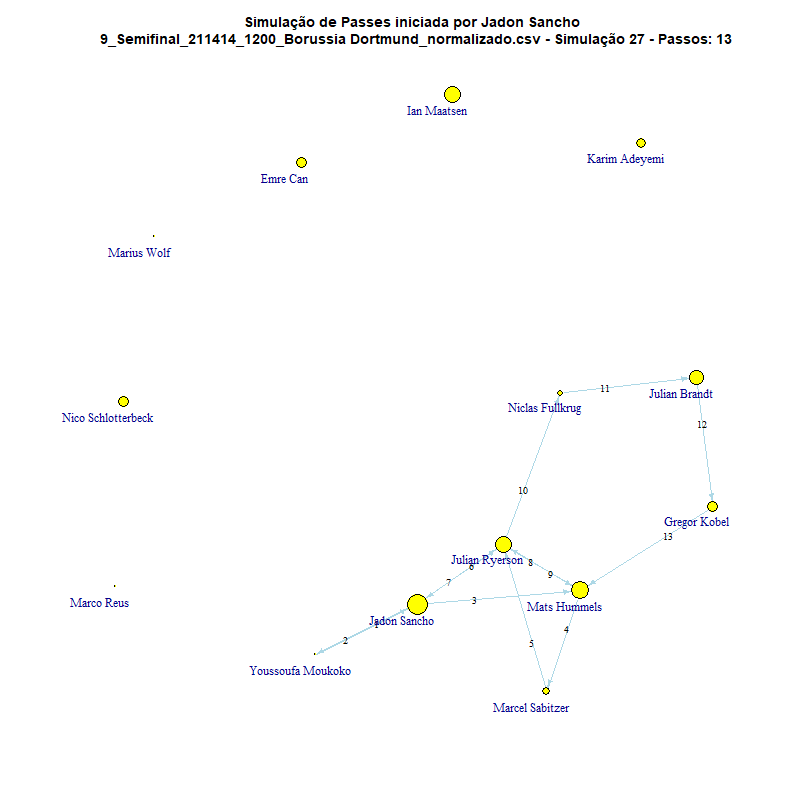 Simulação de Passes iniciada por Jadon Sancho
9_Semifinal_211414_1200_Borussia Dortmund_normalizado.csv - Simulação 27 - Passos: 13
Ian Maatsen
Karim Adeyemi
Emre Can
Marius Wolf
11
Julian Brandt
Niclas Fullkrug
Nico Schlotterbeck
12
10
Gregor Kobel
13
Julian Ryerson
8
6
9
7
Marco Reus
3
Mats Hummels
Jadon Sancho
1
4
2
5
Youssoufa Moukoko
Marcel Sabitzer